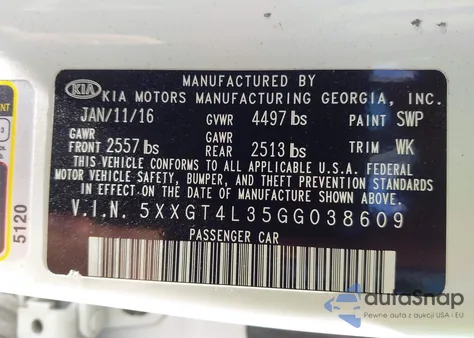 MANUFACTURED BY
KIA KIA MOTORS MANUFACTURING GEORGIA, INC.
JAN/11/16 GVWR 4497 lbs PAINT SWP
GAWR GAWR
FRONT 2557 lbs REAR 2513 lbs TRIM WK
THIS VEHICLE CONFORMS TO ALL APPLICABLE U.S.A. FEDERAL
MOTOR VEHICLE SAFETY, BUMPER, AND THEFT PREVENTION STANDARDS
IN EFFECT ON THE DATE OF MANUFACTURE SHOWN ABOVE.
V.I.N. 5XXGT4L35GG038609
PASSENGER CAR
5120
autaSnap
Pewne auta z aukcji USA i EU